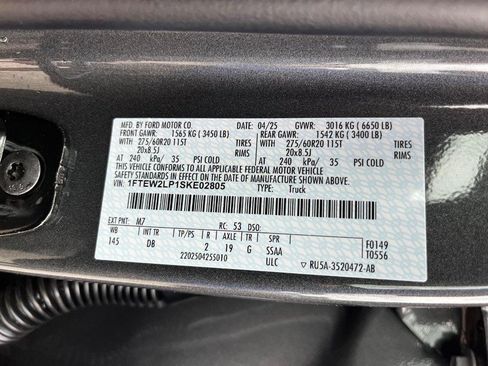 MFD. BY FORD MOTOR CO. 04/25 GVWR: 3016 KG ( 6650 LB)
FRONT GAWR: 1565 KG ( 3450 LB) REAR GAWR: 1542 KG ( 3400 LB)
WITH 275/60R20 115T TIRES WITH 275/60R20 115T TIRES
20x8.5J RIMS 20x8.5J RIMS
AT 240 kPa/ 35 PSI COLD AT 240 kPa/ 35 PSI COLD
THIS VEHICLE CONFORMS TO ALL APPLICABLE FEDERAL MOTOR VEHICLE
SAFETY STANDARDS IN EFFECT ON THE DATE OF MANUFACTURE SHOWN ABOVE.
1FTEW2LP1SKE02805 TYPE: Truck
EXT PNT: M7 RC: 53 DSO:
WB INT TR TP/PS R AXLE TR SPR
145 DB 2 19 G SSAA F0149
2202504255010 ULC RU5A-3520472-AB T0556